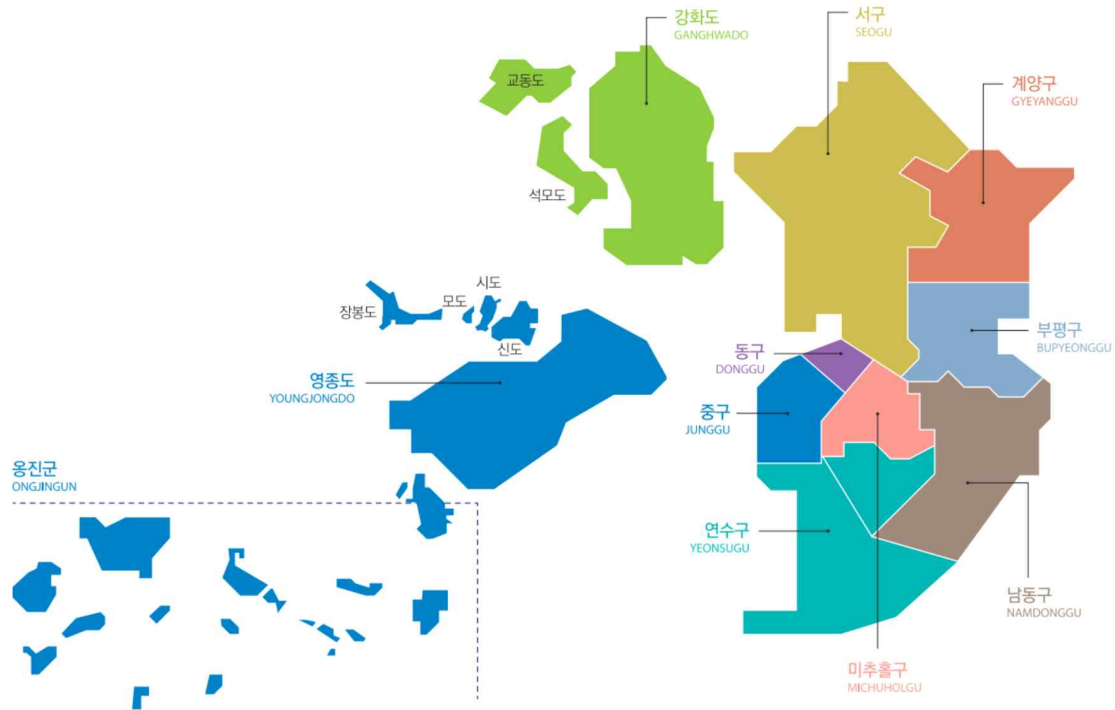 강화도
GANGHWADO
서구
SEOGU
교동도
계양구
GYEYANGGU
석모도
시도
모도
장봉도
신도
부평구
BUPYEONGGU
동구
DONGGU
영종도
YOUNGJONGDO
중구
JUNGGU
옹진군
ONGJINGUN
연수구
YEONSUGU
남동구
NAMDONGGU
미추홀구
MICHUHOLGU